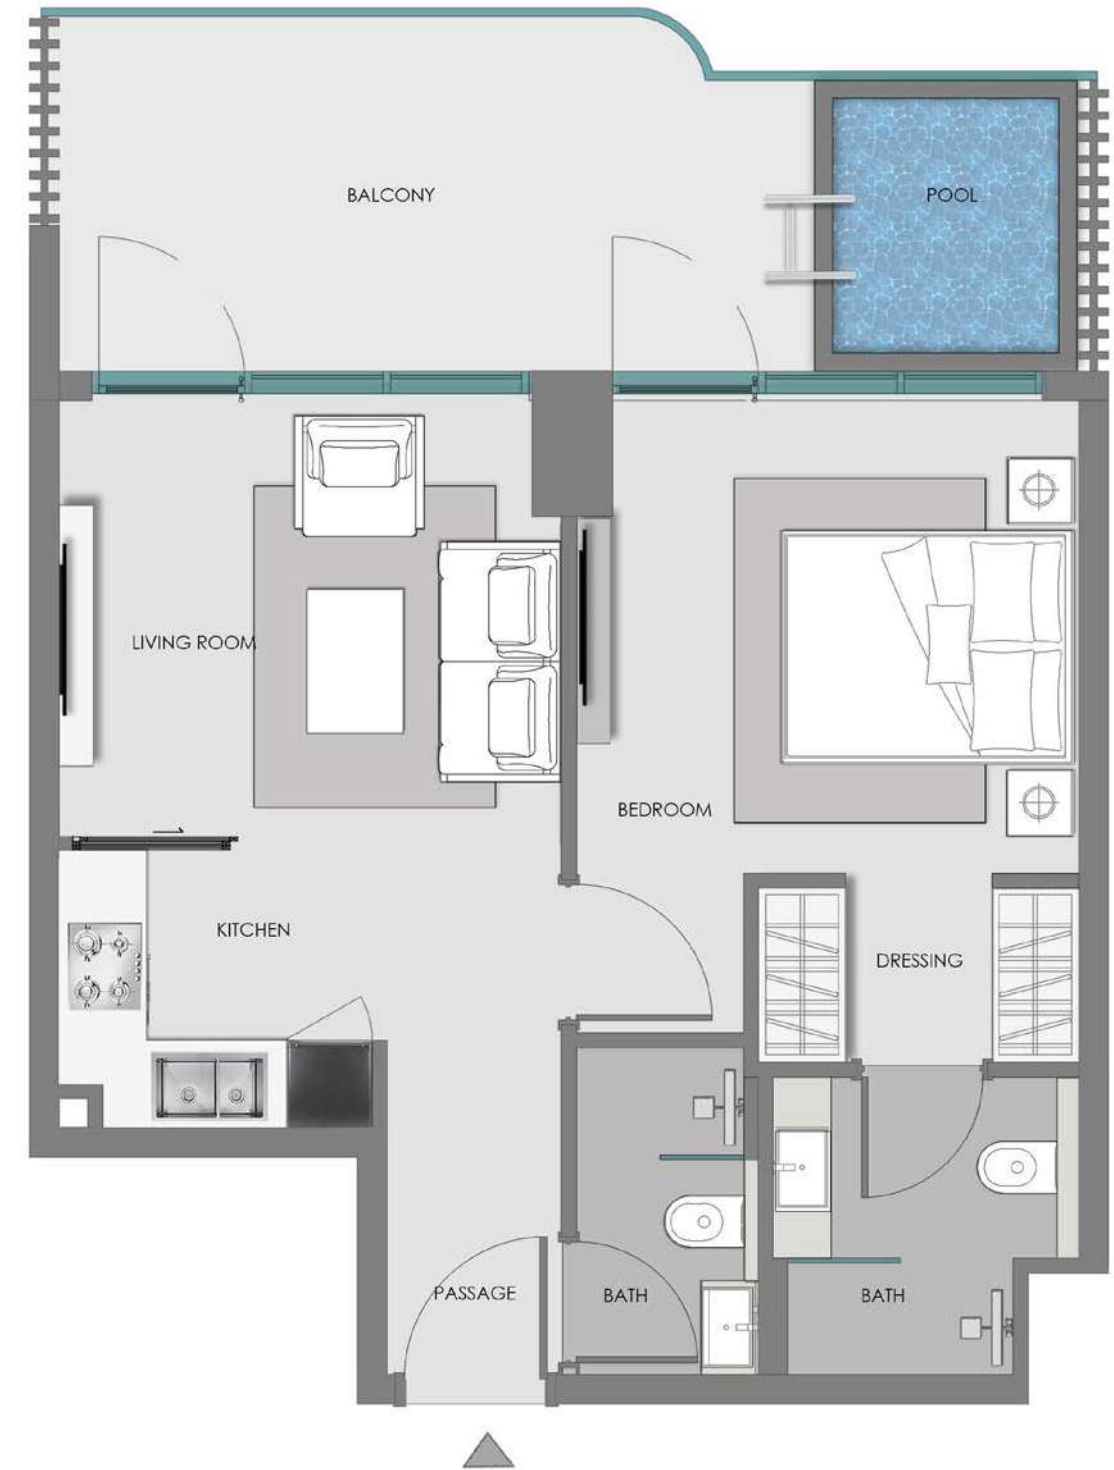 BALCONY
POOL
LIVING ROOM
BEDROOM
KITCHEN
DRESSING
PASSAGE
BATH
BATH